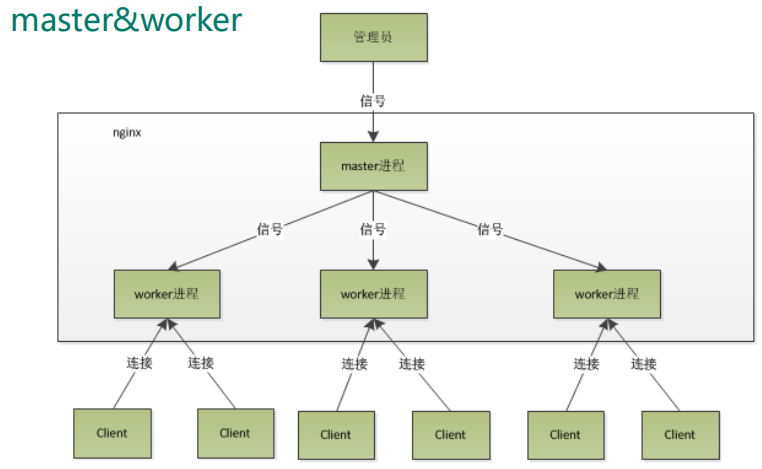 master&worker
管理员
信号
nginx
master进程
信号
信号
信号
worker进程
worker进程
worker进程
连接
连接
连接
连接
连接
连接
Client
Client
Client
Client
Client
Client